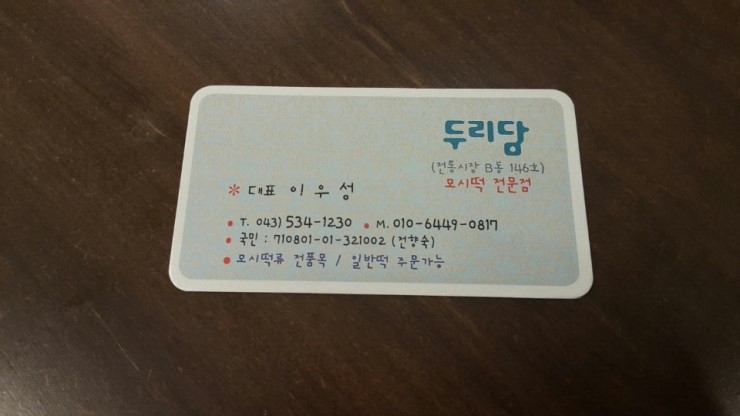 두리담
(전통시장 B동 146호)
모시떡 전문점
* 대표 이우성
• T. 043) 534-1230 • M. 010-6449-0817
• 국민 : 710801-01-321002 (전향숙)
• 모시떡류 전품목 / 일반떡 주문가능